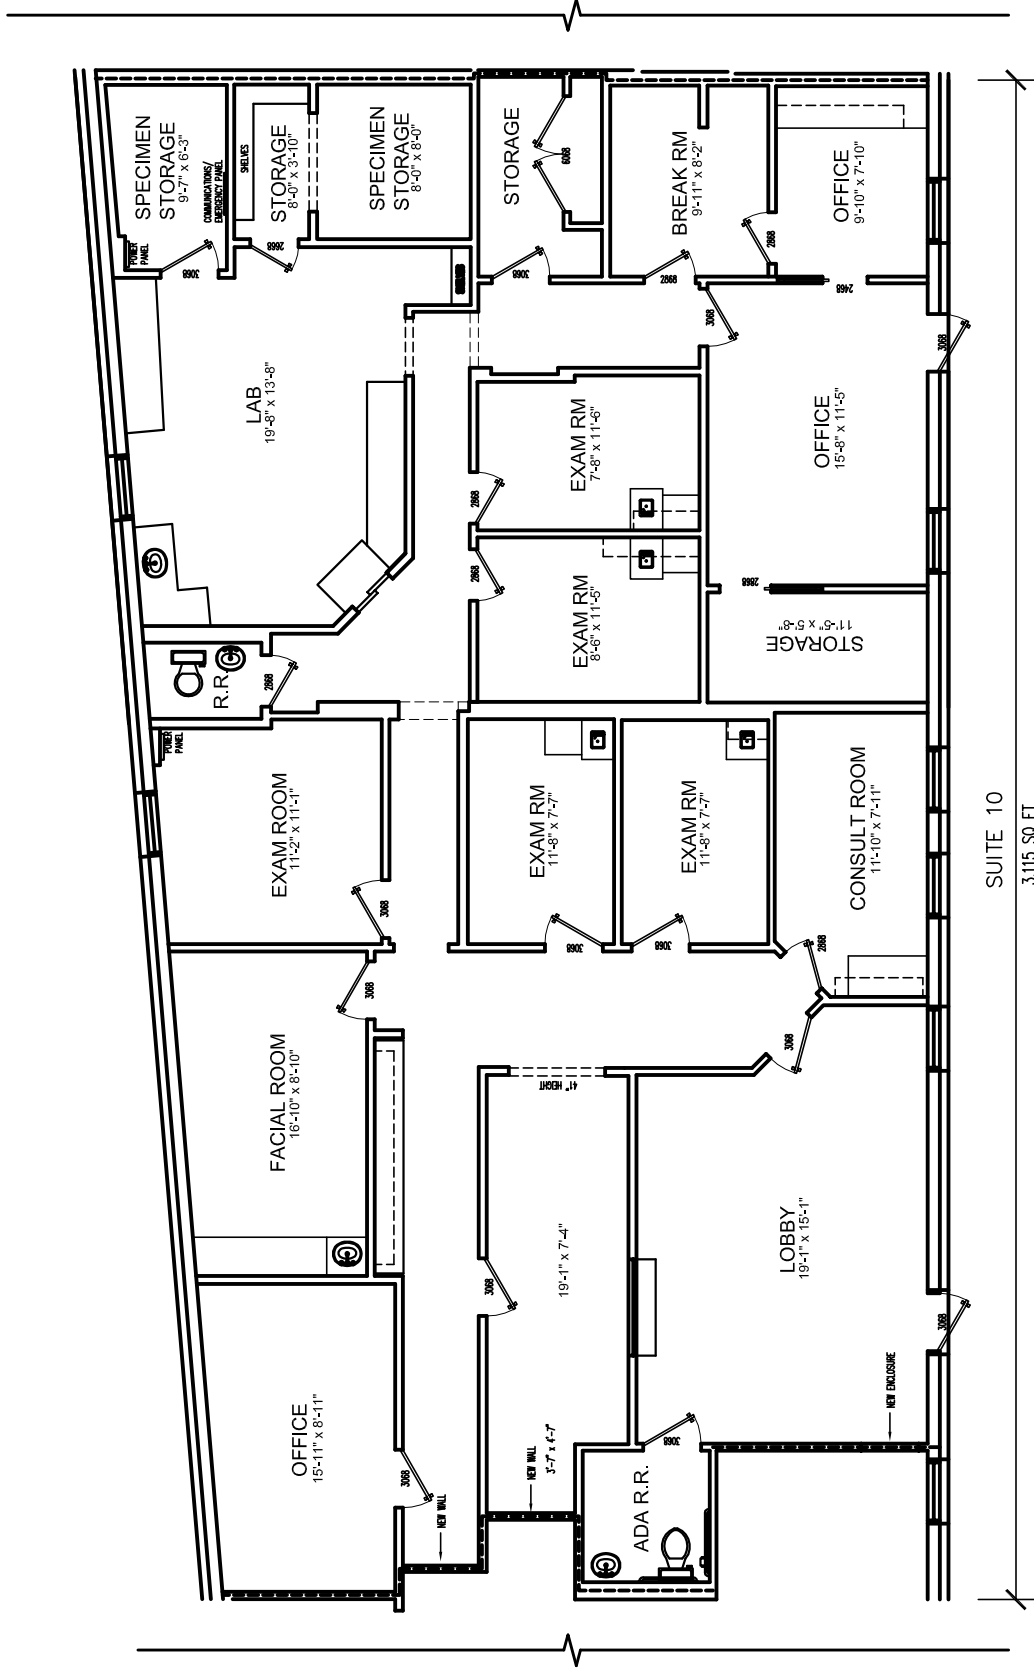 SPECIMEN
STORAGE
9'-7" x 6'-3"
COMMUNICATIONS/
EMERGENCY PANEL
POWER
PANEL
3068
SHELVES
STORAGE
8'-0" x 3'-10"
2668
SPECIMEN
STORAGE
8'-0" x 8'-0"
STORAGE
6068
3068
BREAK RM
9'-11" x 8'-2"
2868
2868
OFFICE
9'-10" x 7'-10"
2468
LAB
19'-8" x 13'-8"
3068
3068
OFFICE
15'-8" x 11'-5"
EXAM RM
7'-8" x 11'-6"
2868
EXAM RM
8'-6" x 11'-5"
2868
2868
STORAGE
11'-5" x 5'-8"
R.R.
2868
POWER
PANEL
EXAM ROOM
11'-2" x 11'-1"
3068
EXAM RM
11'-8" x 7'-7"
3068
EXAM RM
11'-8" x 7'-7"
3068
CONSULT ROOM
11'-10" x 7'-11"
2868
FACIAL ROOM
16'-10" x 8'-10"
3068
41" HEIGHT
3068
19'-1" x 7'-4"
3068
LOBBY
19'-1" x 15'-1"
3068
NEW ENCLOSURE
OFFICE
15'-11" x 8'-11"
3068
NEW WALL
NEW WALL
3'-7" x 4'-7"
ADA R.R.
3068
SUITE 10
3,115 SQ FT